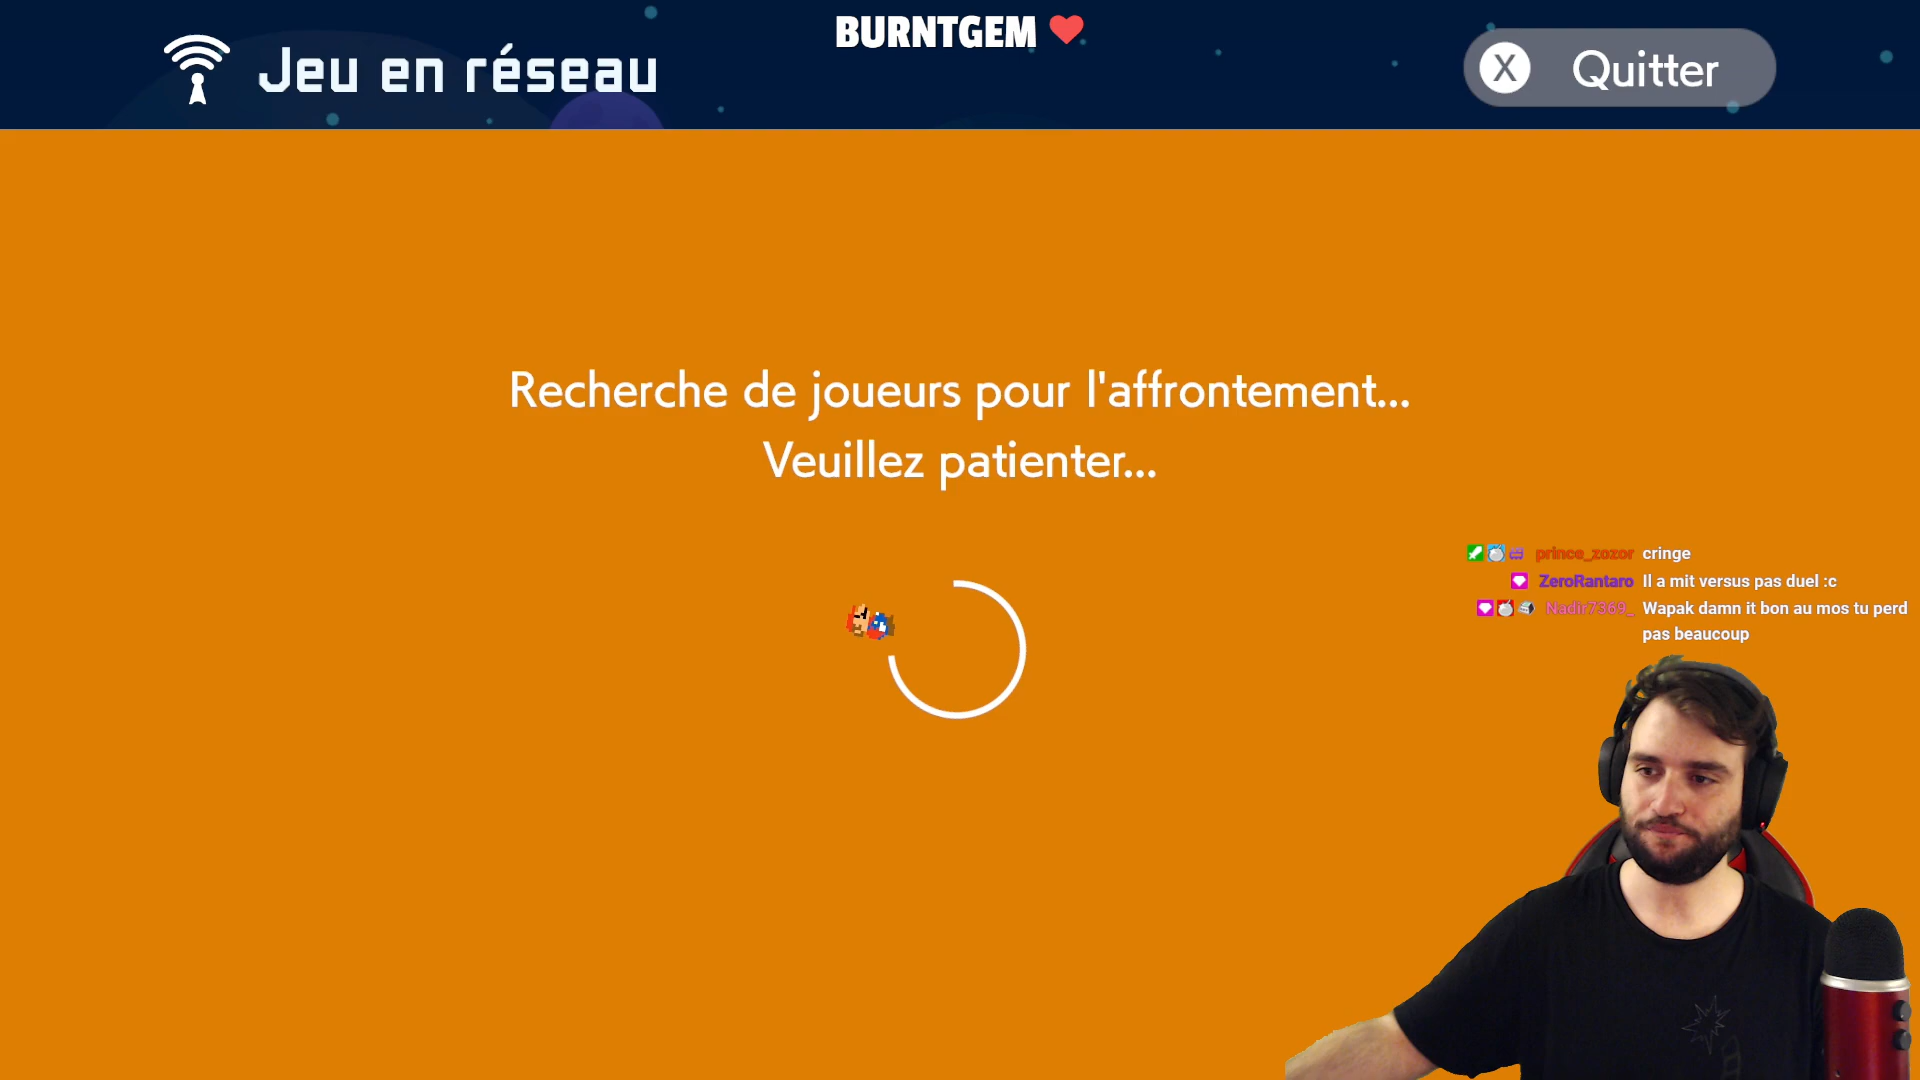 BURNTGEM ❤
Jeu en réseau
X Quitter
Recherche de joueurs pour l'affrontement...
Veuillez patienter...
prince_zozor cringe
ZeroRantaro Il a mit versus pas duel :c
Nadir7369_ Wapak damn it bon au mos tu perd
pas beaucoup